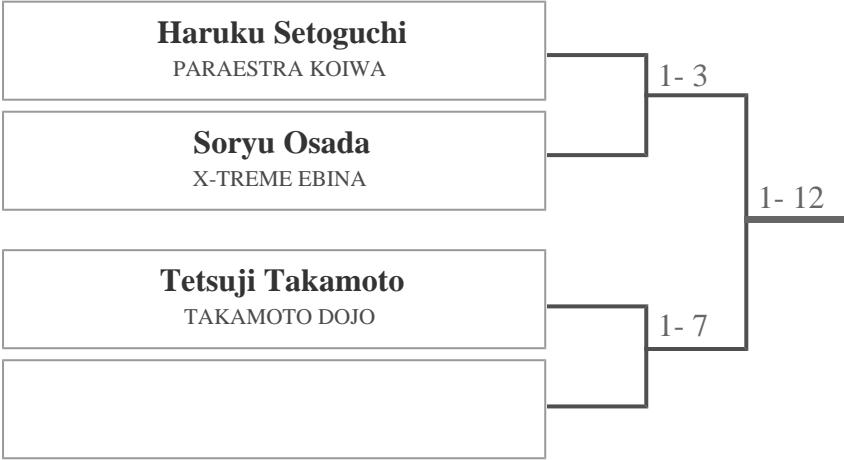 Haruku Setoguchi
PARAESTRA KOIWA
1- 3
Soryu Osada
X-TREME EBINA
1- 12
Tetsuji Takamoto
TAKAMOTO DOJO
1- 7